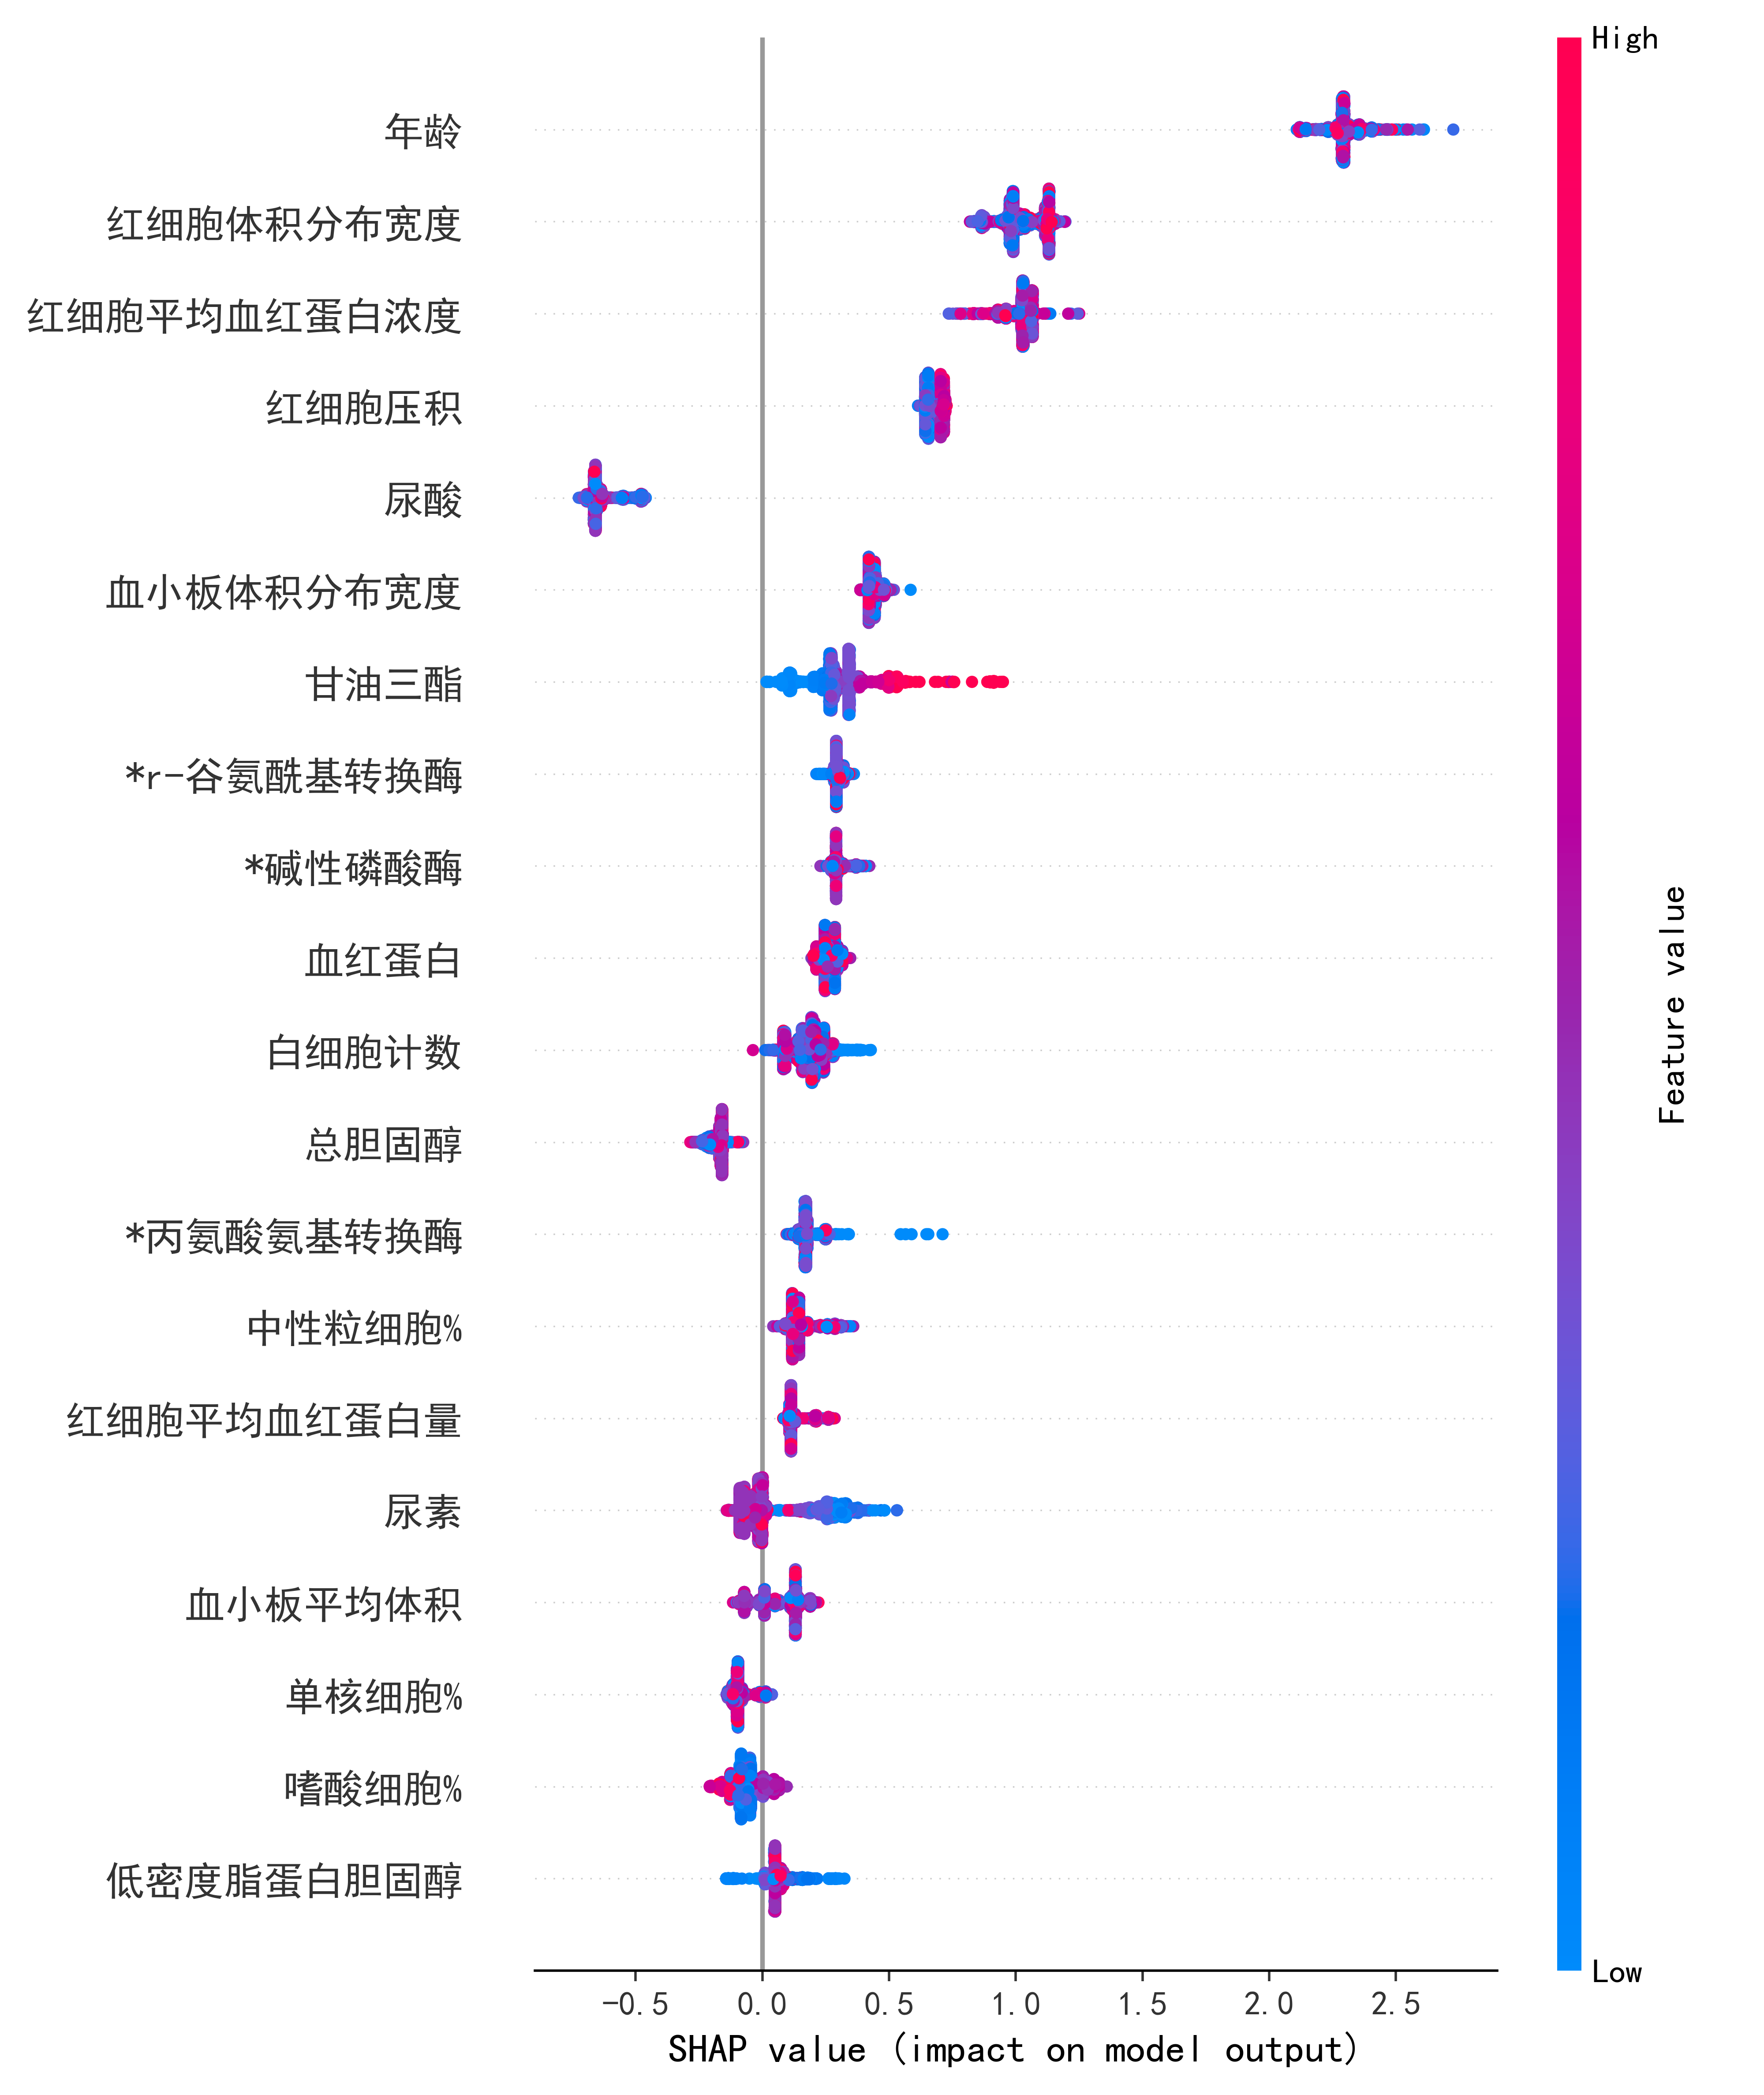 High
年龄
红细胞体积分布宽度
红细胞平均血红蛋白浓度
红细胞压积
尿酸
血小板体积分布宽度
甘油三酯
*r-谷氨酰基转换酶
*碱性磷酸酶
血红蛋白
白细胞计数
总胆固醇
*丙氨酸氨基转换酶
中性粒细胞%
红细胞平均血红蛋白量
尿素
血小板平均体积
单核细胞%
嗜酸细胞%
低密度脂蛋白胆固醇
Feature value
Low
-0.5 0.0 0.5 1.0 1.5 2.0 2.5
SHAP value (impact on model output)